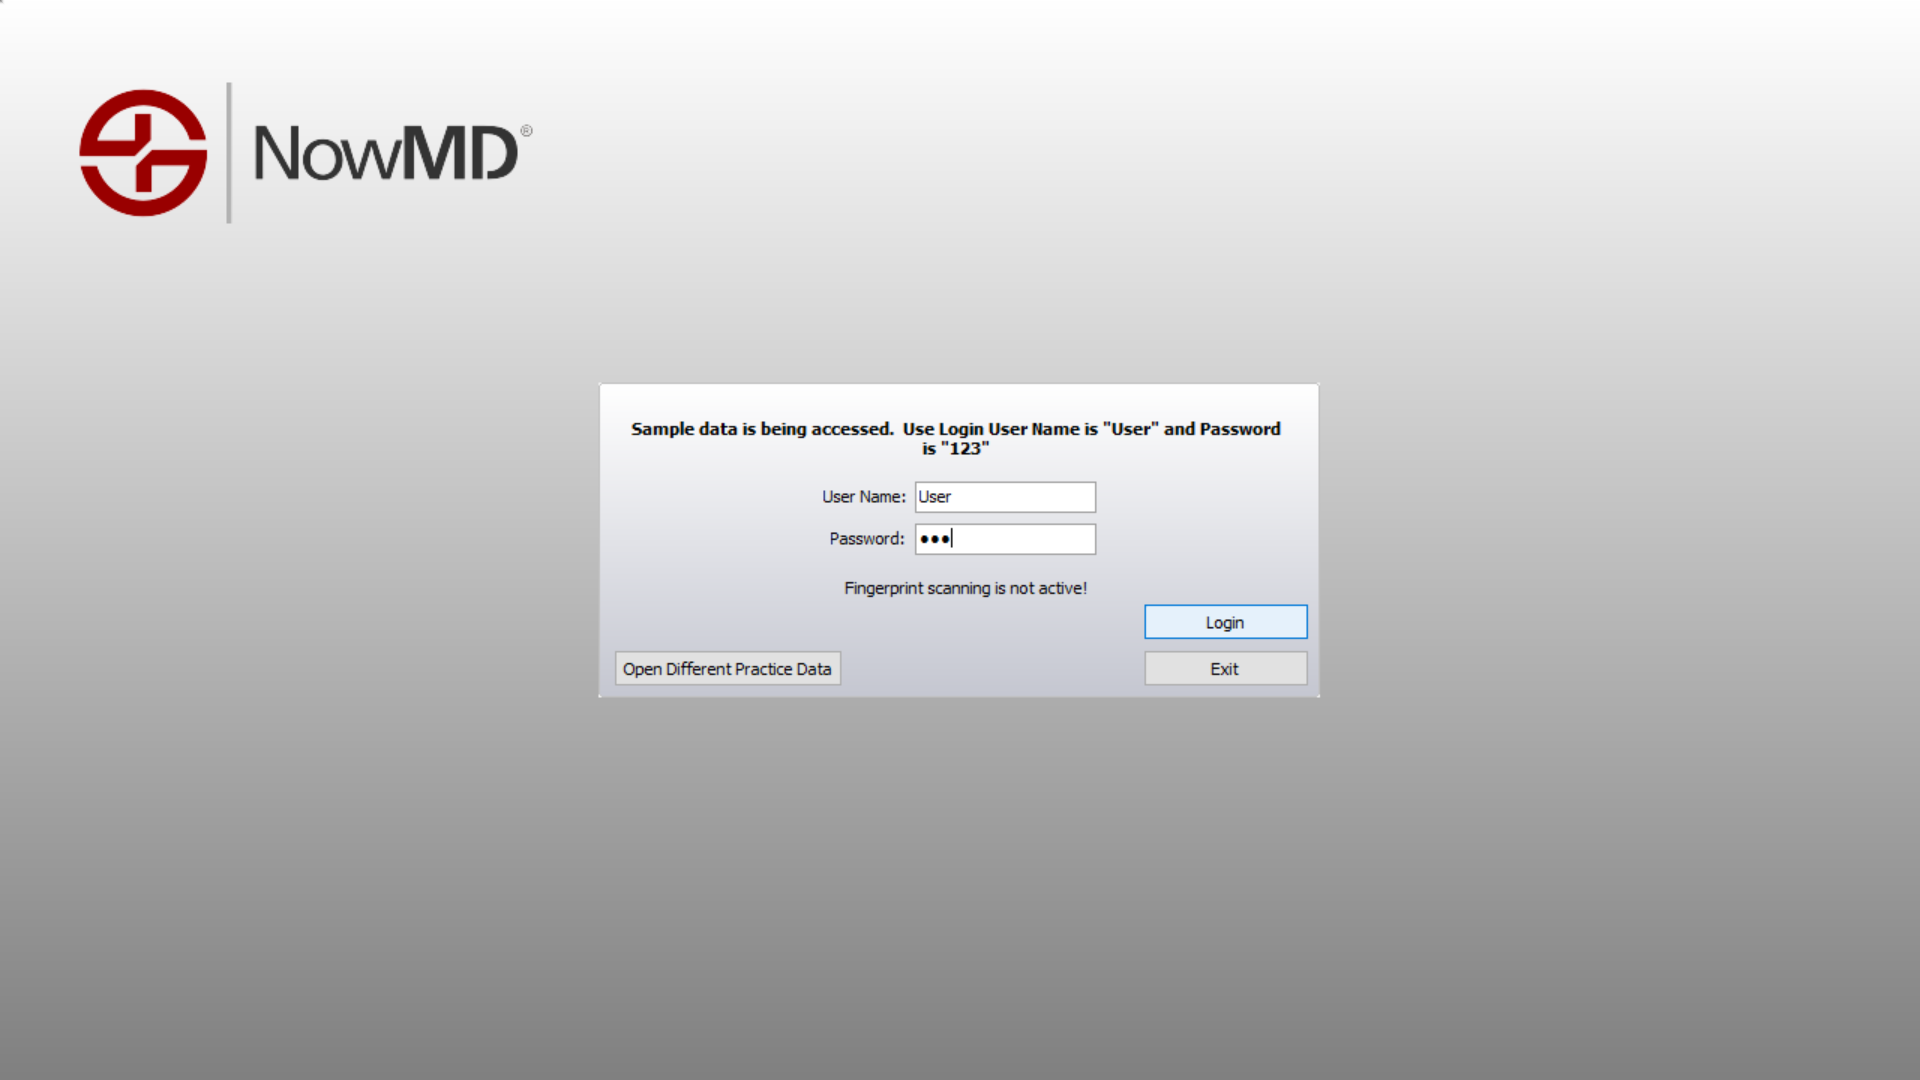 NowMD®
Sample data is being accessed.  Use Login User Name is "User" and Password
is "123"
User Name: User
Password: •••
Fingerprint scanning is not active!
Login
Open Different Practice Data
Exit